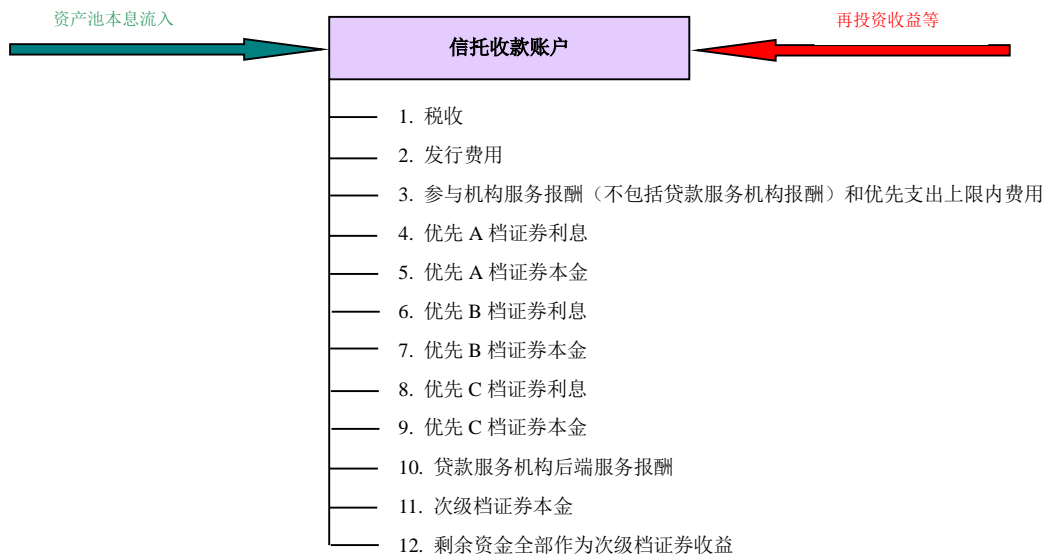 资产池本息流入
再投资收益等
信托收款账户
1. 税收
2. 发行费用
3. 参与机构服务报酬（不包括贷款服务机构报酬）和优先支出上限内费用
4. 优先 A 档证券利息
5. 优先 A 档证券本金
6. 优先 B 档证券利息
7. 优先 B 档证券本金
8. 优先 C 档证券利息
9. 优先 C 档证券本金
10. 贷款服务机构后端服务报酬
11. 次级档证券本金
12. 剩余资金全部作为次级档证券收益